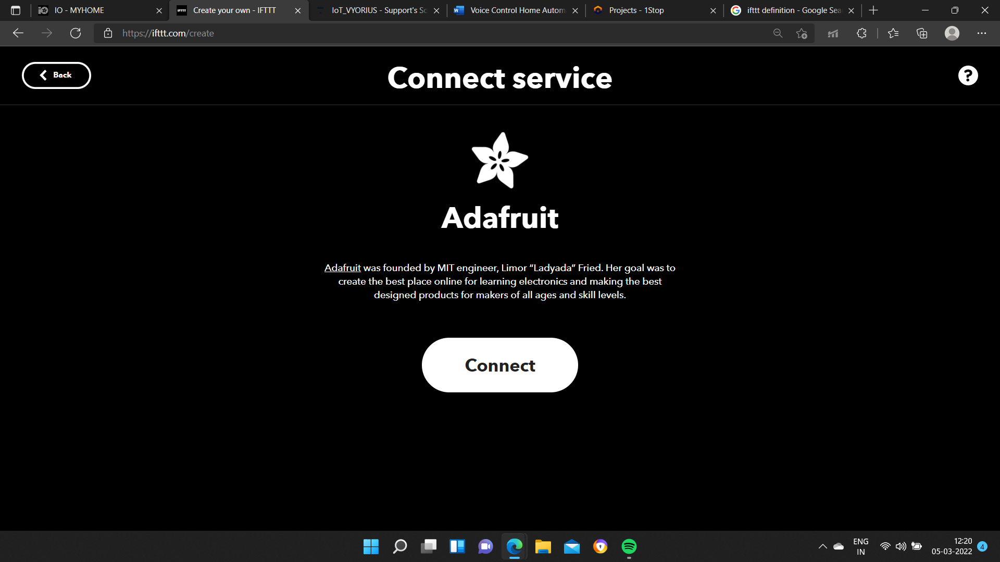 IO - MYHOME
Create your own - IFTTT
IoT_VYORIUS - Support's Sc
Voice Control Home Autom
Projects - 1Stop
ifttt definition - Google Sea
https://ifttt.com/create
Back
Connect service
?
Adafruit
Adafruit was founded by MIT engineer, Limor “Ladyada” Fried. Her goal was to
create the best place online for learning electronics and making the best
designed products for makers of all ages and skill levels.
Connect
ENG
IN
12:20
05-03-2022
4